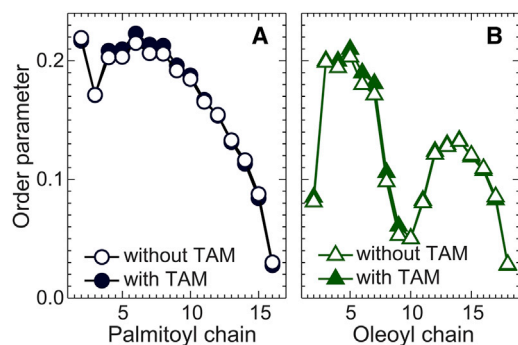 A
B
0.2
0.1
0.0
Order parameter
without TAM
with TAM
without TAM
with TAM
5 10 15
5 10 15
Palmitoyl chain
Oleoyl chain